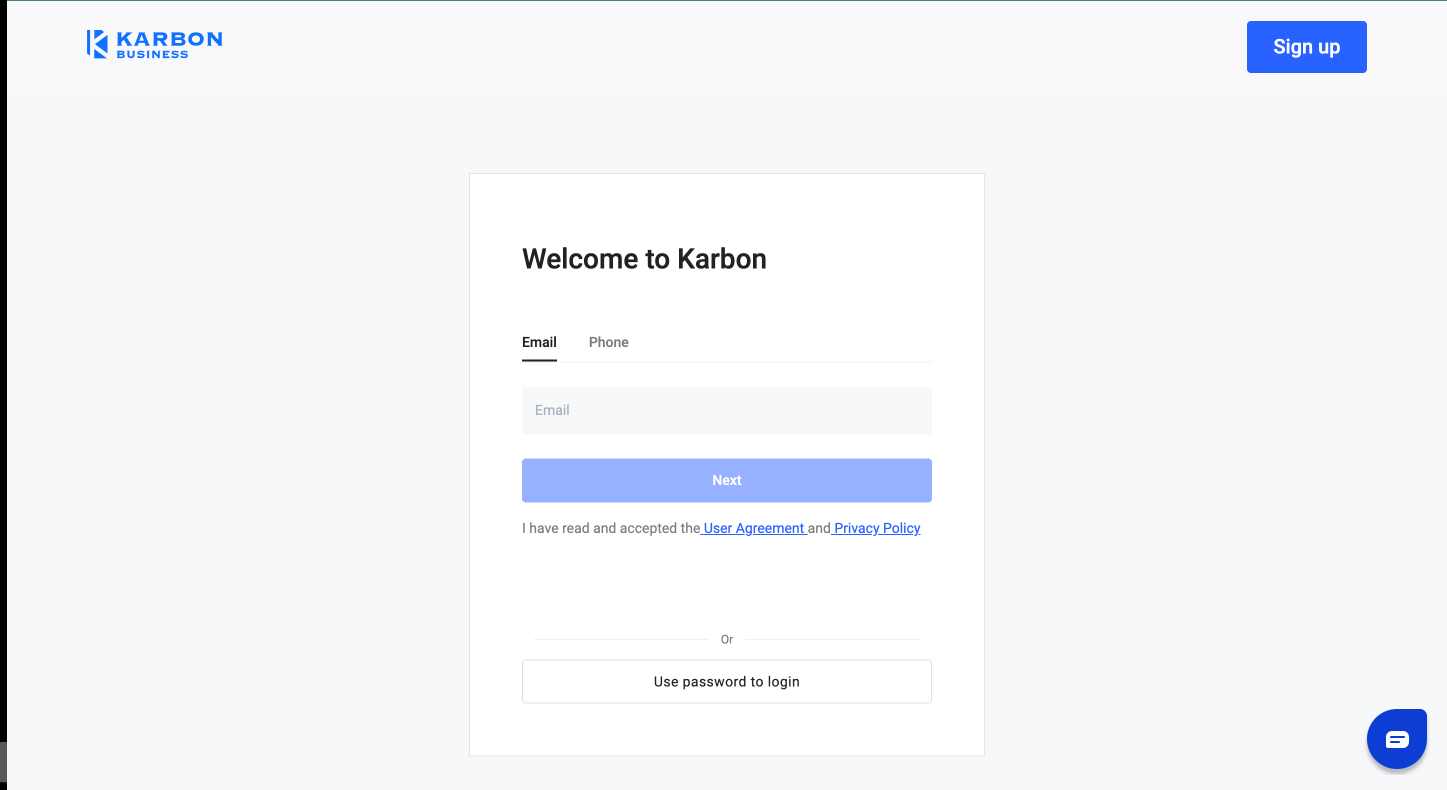 KARBON
BUSINESS
Sign up
Welcome to Karbon
Email Phone
Email
Next
I have read and accepted the User Agreement and Privacy Policy
Or
Use password to login